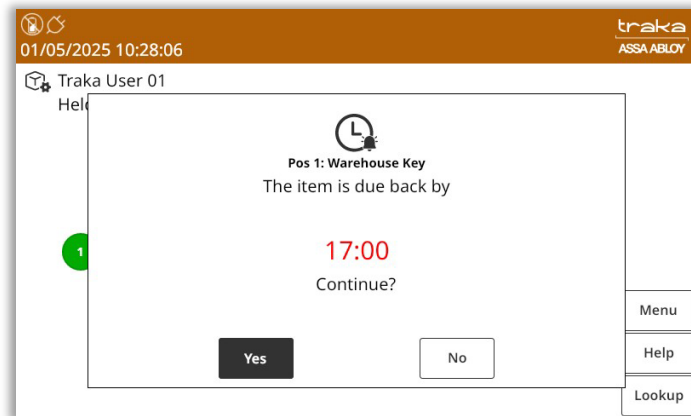 01/05/2025 10:28:06
traka
ASSA ABLOY
Traka User 01
Pos 1: Warehouse Key
The item is due back by
1
17:00
Continue?
Yes
No
Menu
Help
Lookup